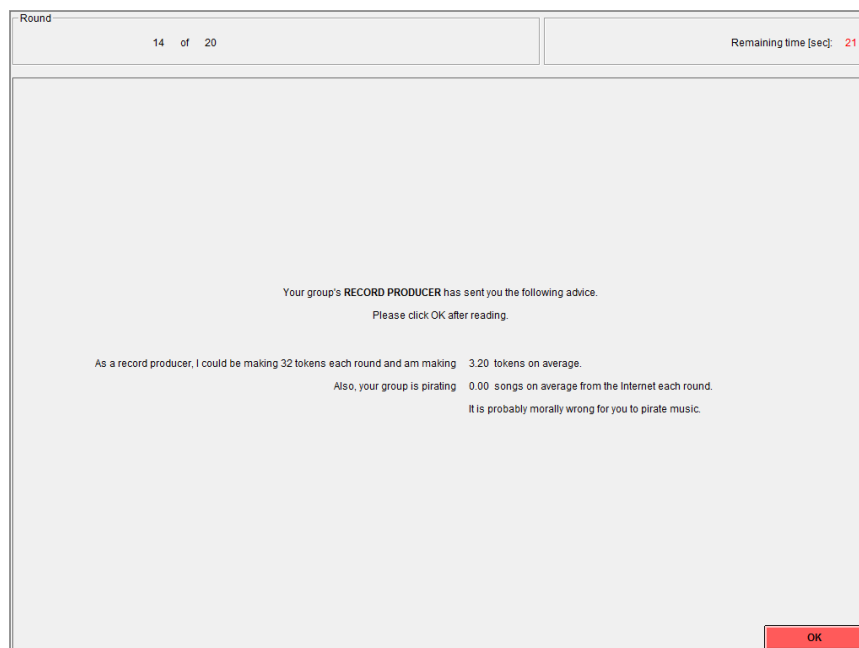 Round
14 of 20
Remaining time [sec]: 21
Your group's RECORD PRODUCER has sent you the following advice.
Please click OK after reading.
As a record producer, I could be making 32 tokens each round and am making 3.20 tokens on average.
Also, your group is pirating 0.00 songs on average from the Internet each round.
It is probably morally wrong for you to pirate music.
OK